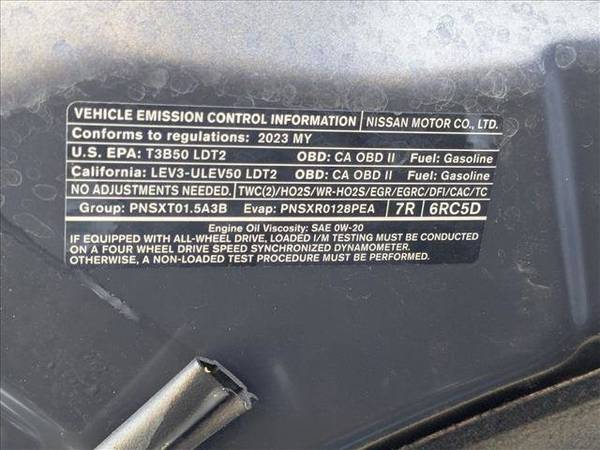 VEHICLE EMISSION CONTROL INFORMATION NISSAN MOTOR CO., LTD.
Conforms to regulations: 2023 MY
U.S. EPA: T3B50 LDT2 OBD: CA OBD II Fuel: Gasoline
California: LEV3-ULEV50 LDT2 OBD: CA OBD II Fuel: Gasoline
NO ADJUSTMENTS NEEDED. TWC(2)/HO2S/WR-HO2S/EGR/EGRC/DFI/CAC/TC
Group: PNSXT01.5A3B Evap: PNSXR0128PEA 7R 6RC5D
Engine Oil Viscosity: SAE 0W-20
IF EQUIPPED WITH ALL-WHEEL DRIVE, LOADED I/M TESTING MUST BE CONDUCTED
ON A FOUR WHEEL DRIVE SPEED SYNCHRONIZED DYNAMOMETER.
OTHERWISE, A NON-LOADED TEST PROCEDURE MUST BE PERFORMED.